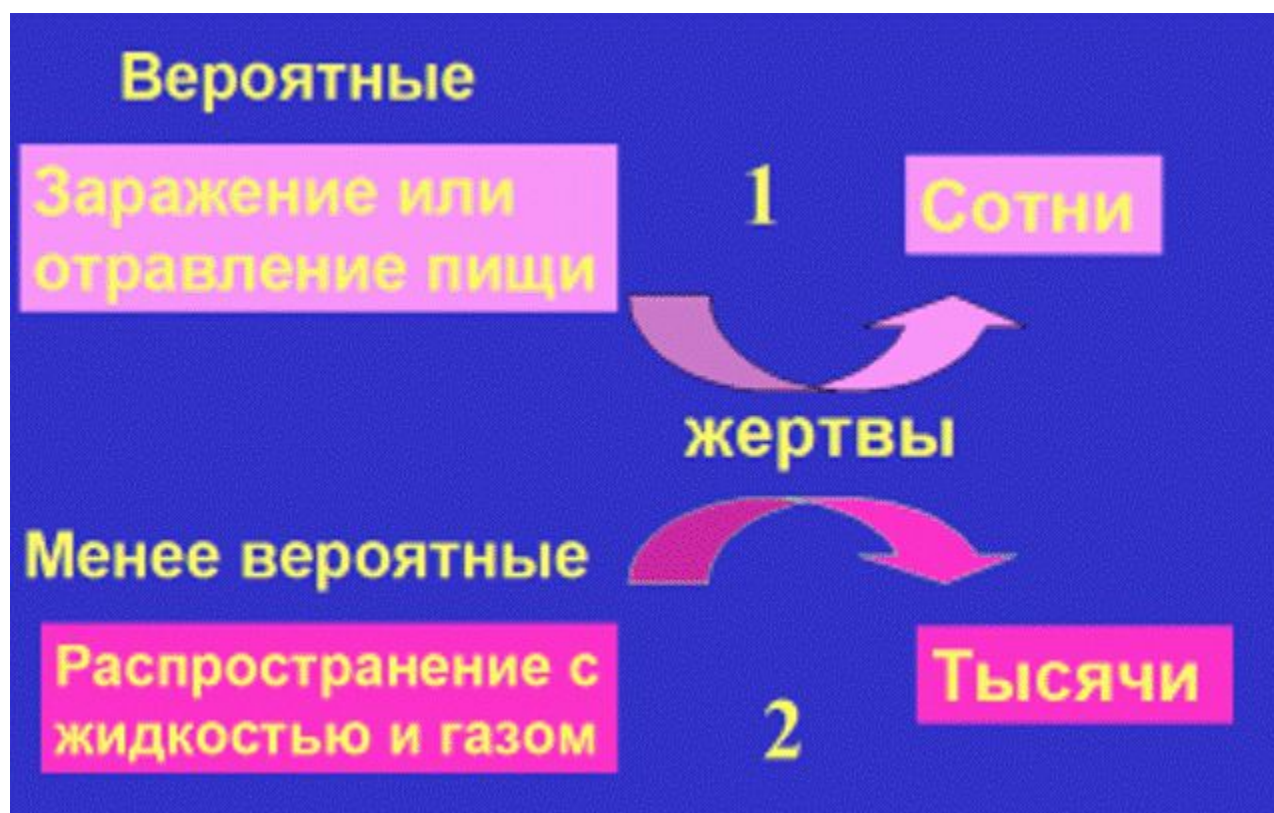 Вероятные
Заражение или
отравление пищи
1
Сотни
жертвы
Менее вероятные
Распространение с
жидкостью и газом
2
Тысячи